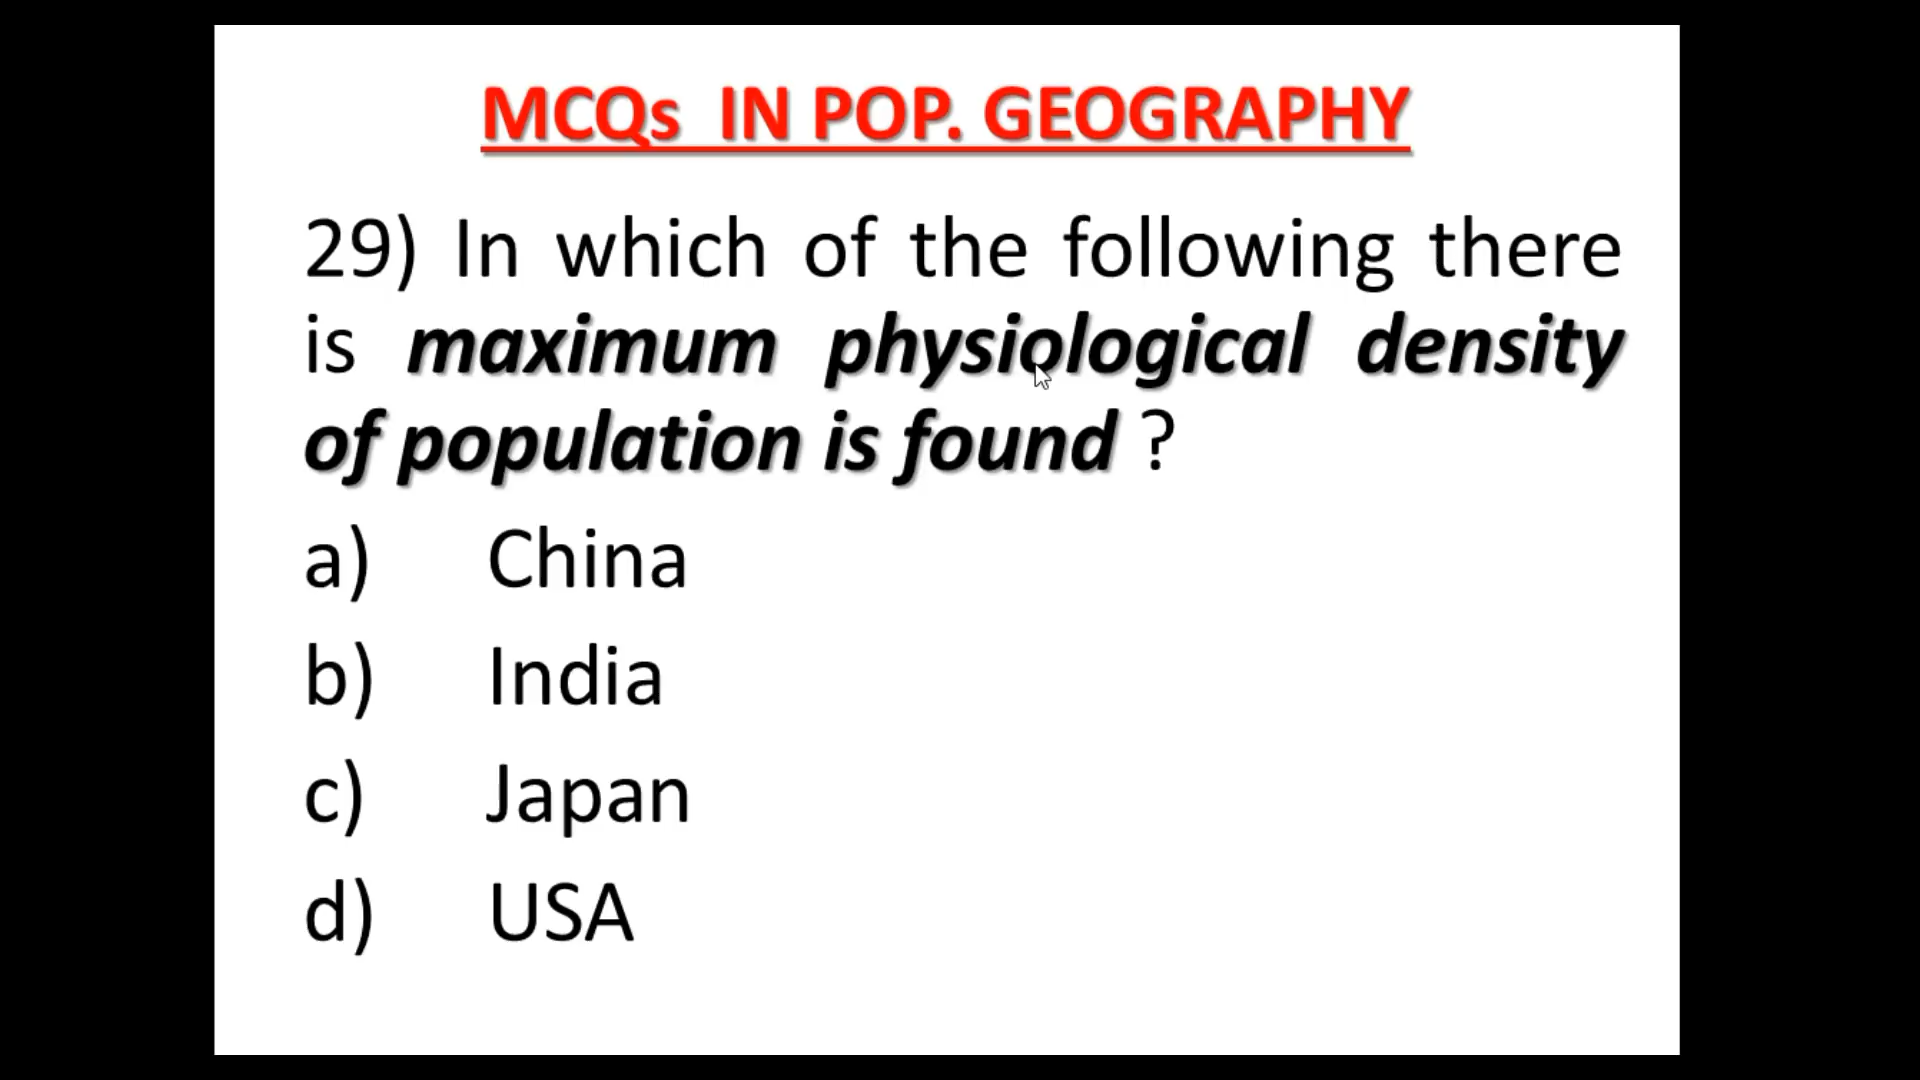 MCQs IN POP. GEOGRAPHY
29) In which of the following there
is maximum physiological density
of population is found ?
a) China
b) India
c) Japan
d) USA